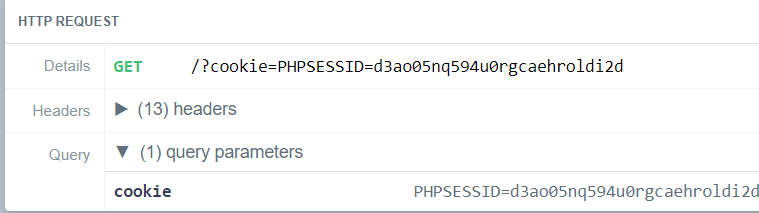 HTTP REQUEST
Details GET /?cookie=PHPSESSID=d3ao05nq594u0rgcaehroldi2d
Headers ▶ (13) headers
Query ▼ (1) query parameters
cookie PHPSESSID=d3ao05nq594u0rgcaehroldi2d